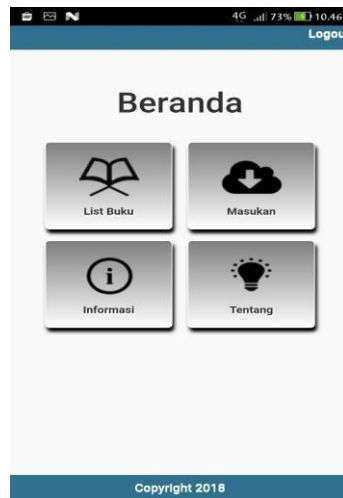 4G 73% 10.46
Logou
Beranda
List Buku
Masukan
Informasi
Tentang
Copyright 2018